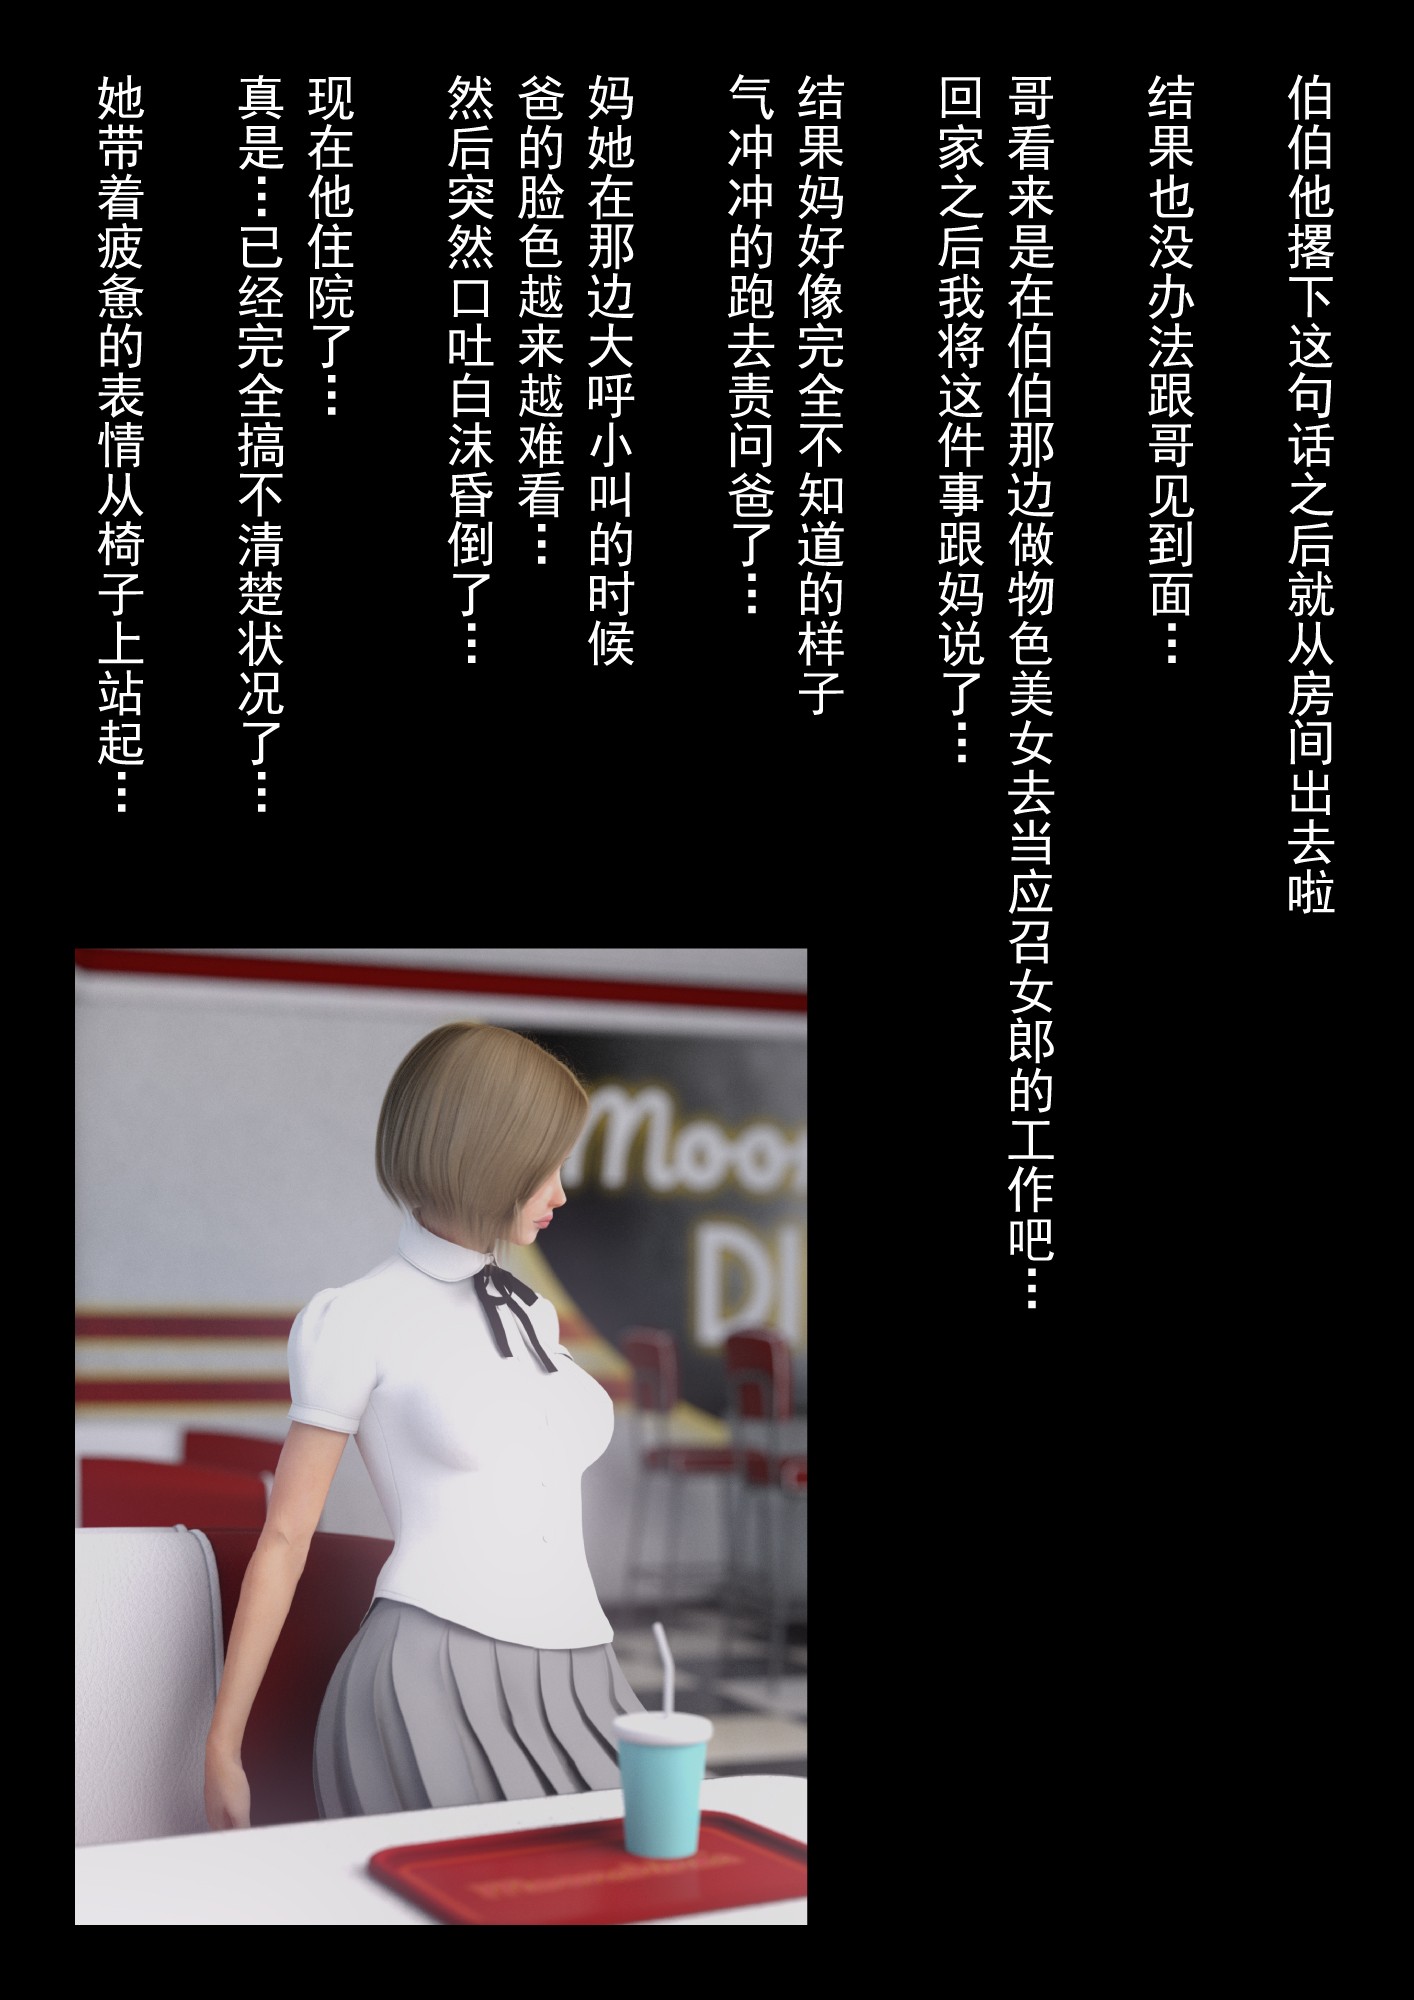 伯伯他撂下这句话之后就从房间出去啦
结果也没办法跟哥见到面…
哥看来是在伯伯那边做物色美女去当应召女郎的工作吧…
回家之后我将这件事跟妈说了…
结果妈好像完全不知道的样子
气冲冲的跑去责问爸了…
妈她在那边大呼小叫的时候
爸的脸色越来越难看…
然后突然口吐白沫昏倒了…
现在他住院了…
真是…已经完全搞不清楚状况了…
她带着疲惫的表情从椅子上站起…